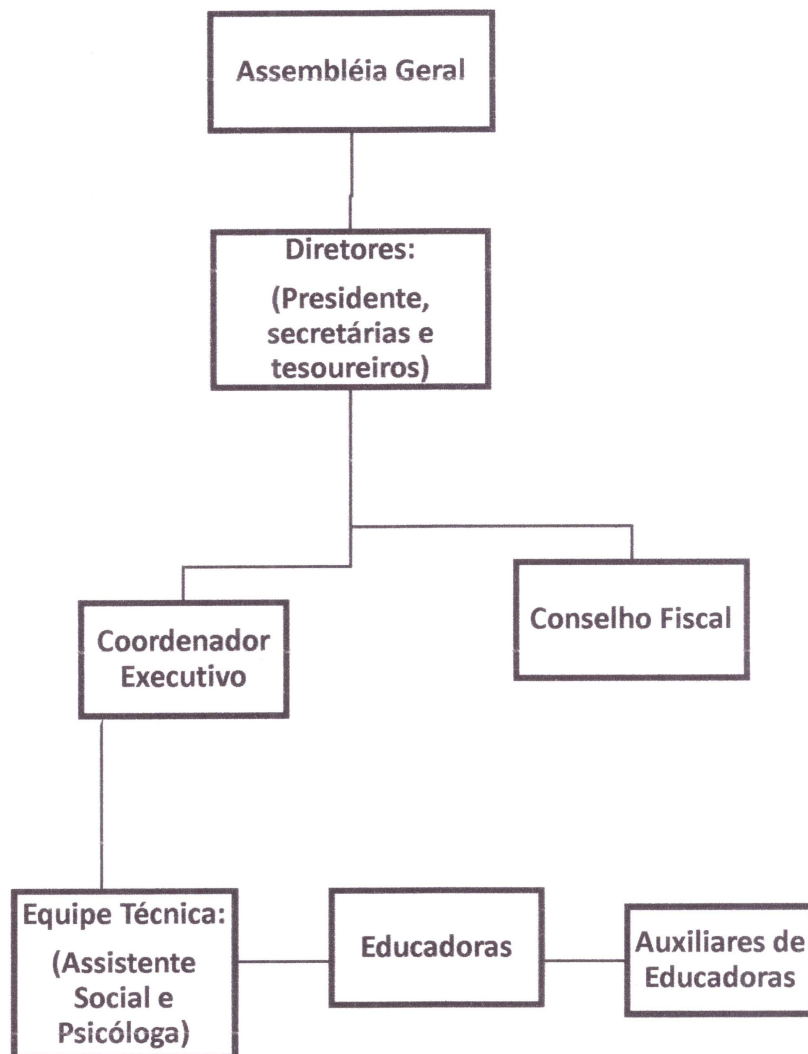 Assembléia Geral
Diretores:
(Presidente,
secretárias e
tesoureiros)
Coordenador
Executivo
Conselho Fiscal
Equipe Técnica:
(Assistente
Social e
Psicóloga)
Educadoras
Auxiliares de
Educadoras